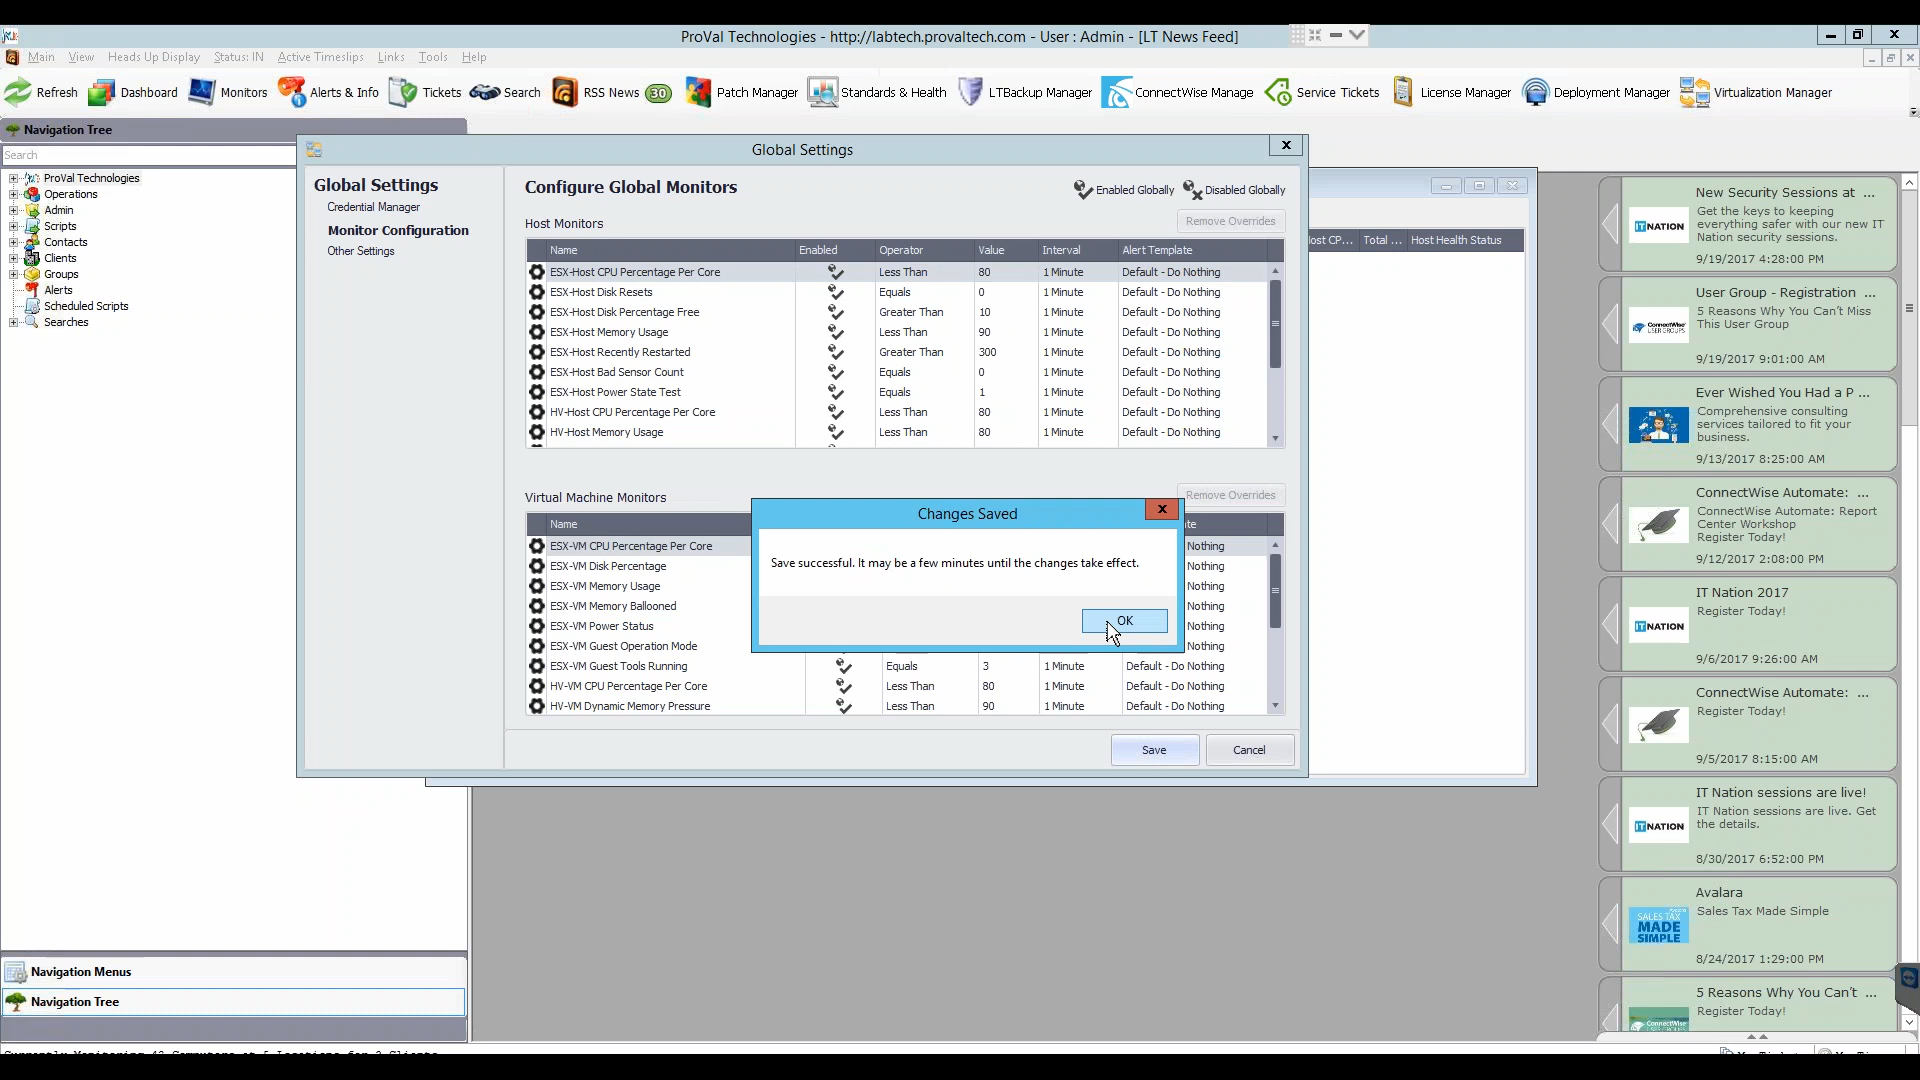 ProVal Technologies - http://labtech.provaltech.com - User : Admin - [LT News Feed]
Main View Heads Up Display Status: IN Active Timeslips Links Tools Help
Refresh Dashboard Monitors Alerts & Info Tickets Search RSS News 30 Patch Manager Standards & Health LTBackup Manager ConnectWise Manage Service Tickets License Manager Deployment Manager Virtualization Manager
Navigation Tree
Search
ProVal Technologies
Operations
Admin
Scripts
Contacts
Clients
Groups
Alerts
Scheduled Scripts
Searches
Navigation Menus
Navigation Tree
Global Settings
Global Settings
Credential Manager
Monitor Configuration
Other Settings
Configure Global Monitors
Enabled Globally Disabled Globally
Host Monitors
Remove Overrides
Name Enabled Operator Value Interval Alert Template
ESX-Host CPU Percentage Per Core Less Than 80 1 Minute Default - Do Nothing
ESX-Host Disk Resets Equals 0 1 Minute Default - Do Nothing
ESX-Host Disk Percentage Free Greater Than 10 1 Minute Default - Do Nothing
ESX-Host Memory Usage Less Than 90 1 Minute Default - Do Nothing
ESX-Host Recently Restarted Greater Than 300 1 Minute Default - Do Nothing
ESX-Host Bad Sensor Count Equals 0 1 Minute Default - Do Nothing
ESX-Host Power State Test Equals 1 1 Minute Default - Do Nothing
HV-Host CPU Percentage Per Core Less Than 80 1 Minute Default - Do Nothing
HV-Host Memory Usage Less Than 80 1 Minute Default - Do Nothing
Virtual Machine Monitors
Remove Overrides
Name
ESX-VM CPU Percentage Per Core Nothing
ESX-VM Disk Percentage Nothing
ESX-VM Memory Usage Nothing
ESX-VM Memory Ballooned Nothing
ESX-VM Power Status Nothing
ESX-VM Guest Operation Mode Nothing
ESX-VM Guest Tools Running Equals 3 1 Minute Default - Do Nothing
HV-VM CPU Percentage Per Core Less Than 80 1 Minute Default - Do Nothing
HV-VM Dynamic Memory Pressure Less Than 90 1 Minute Default - Do Nothing
Save Cancel
Changes Saved
Save successful. It may be a few minutes until the changes take effect.
OK
Total ... Host Health Status
New Security Sessions at ...
Get the keys to keeping
everything safer with our new IT
Nation security sessions.
9/19/2017 4:28:00 PM
IT NATION
User Group - Registration ...
5 Reasons Why You Can't Miss
This User Group
9/19/2017 9:01:00 AM
ConnectWise
USER GROUPS
Ever Wished You Had a P ...
Comprehensive consulting
services tailored to fit your
business.
9/13/2017 8:25:00 AM
ConnectWise Automate: ...
ConnectWise Automate: Report
Center Workshop
Register Today!
9/12/2017 2:08:00 PM
IT Nation 2017
Register Today!
9/6/2017 9:26:00 AM
IT NATION
ConnectWise Automate: ...
Register Today!
9/5/2017 8:15:00 AM
IT Nation sessions are live!
IT Nation sessions are live. Get
the details.
8/30/2017 6:52:00 PM
IT NATION
Avalara
Sales Tax Made Simple
8/24/2017 1:29:00 PM
SALES TAX
MADE
SIMPLE
5 Reasons Why You Can't ...
Register Today!
ConnectWise